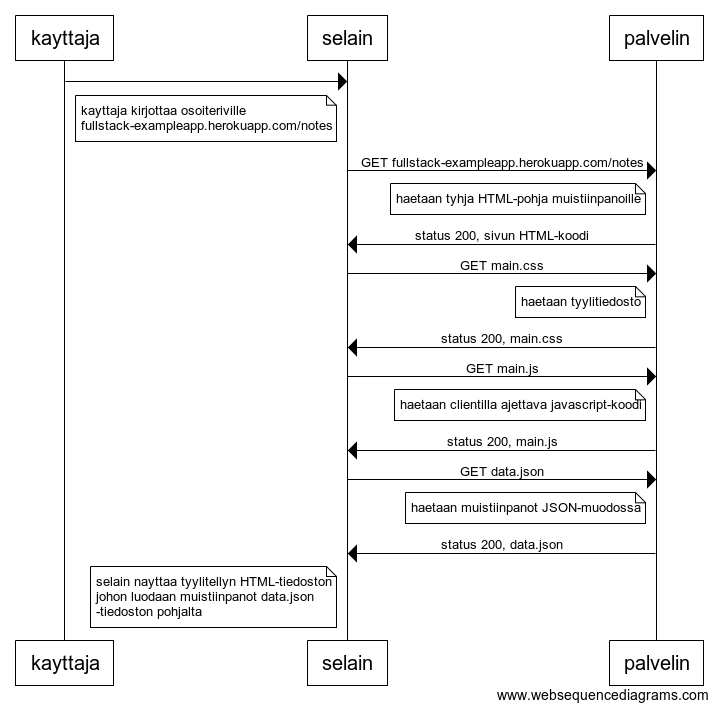 kayttaja
selain
palvelin
kayttaja kirjottaa osoiteriville
fullstack-exampleapp.herokuapp.com/notes
GET fullstack-exampleapp.herokuapp.com/notes
haetaan tyhja HTML-pohja muistiinpanoille
status 200, sivun HTML-koodi
GET main.css
haetaan tyylitiedosto
status 200, main.css
GET main.js
haetaan clientilla ajettava javascript-koodi
status 200, main.js
GET data.json
haetaan muistiinpanot JSON-muodossa
status 200, data.json
selain nayttaa tyylitellyn HTML-tiedoston
johon luodaan muistiinpanot data.json
-tiedoston pohjalta
kayttaja
selain
palvelin
www.websequencediagrams.com